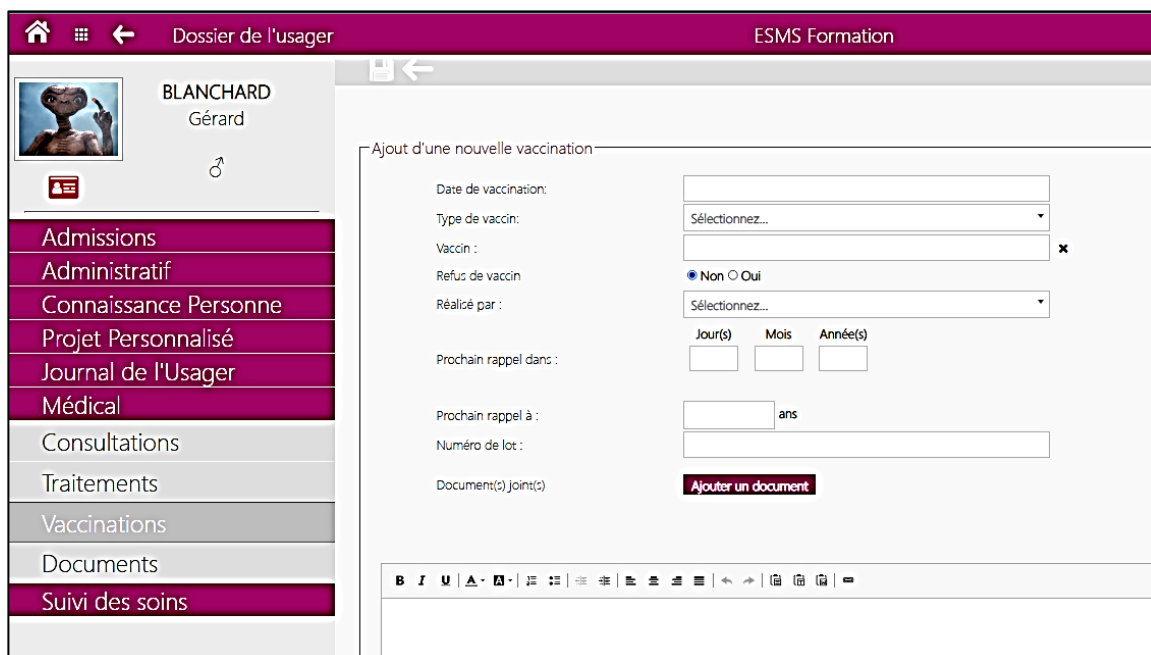 Dossier de l'usager
ESMS Formation
BLANCHARD
Gérard
Admissions
Administratif
Connaissance Personne
Projet Personnalisé
Journal de l'Usager
Médical
Consultations
Traitements
Vaccinations
Documents
Suivi des soins
Ajout d'une nouvelle vaccination
Date de vaccination:
Type de vaccin: Sélectionnez...
Vaccin :
Refus de vaccin Non Oui
Réalisé par : Sélectionnez...
Jour(s) Mois Année(s)
Prochain rappel dans :
Prochain rappel à : ans
Numéro de lot :
Document(s) joint(s) Ajouter un document
B I U A A